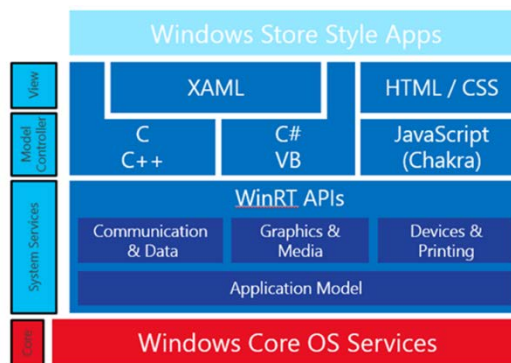 Windows Store Style Apps
View
XAML
HTML / CSS
Model
Controller
C
C++
C#
VB
JavaScript
(Chakra)
System Services
WinRT APIs
Communication
& Data
Graphics &
Media
Devices &
Printing
Application Model
Core
Windows Core OS Services